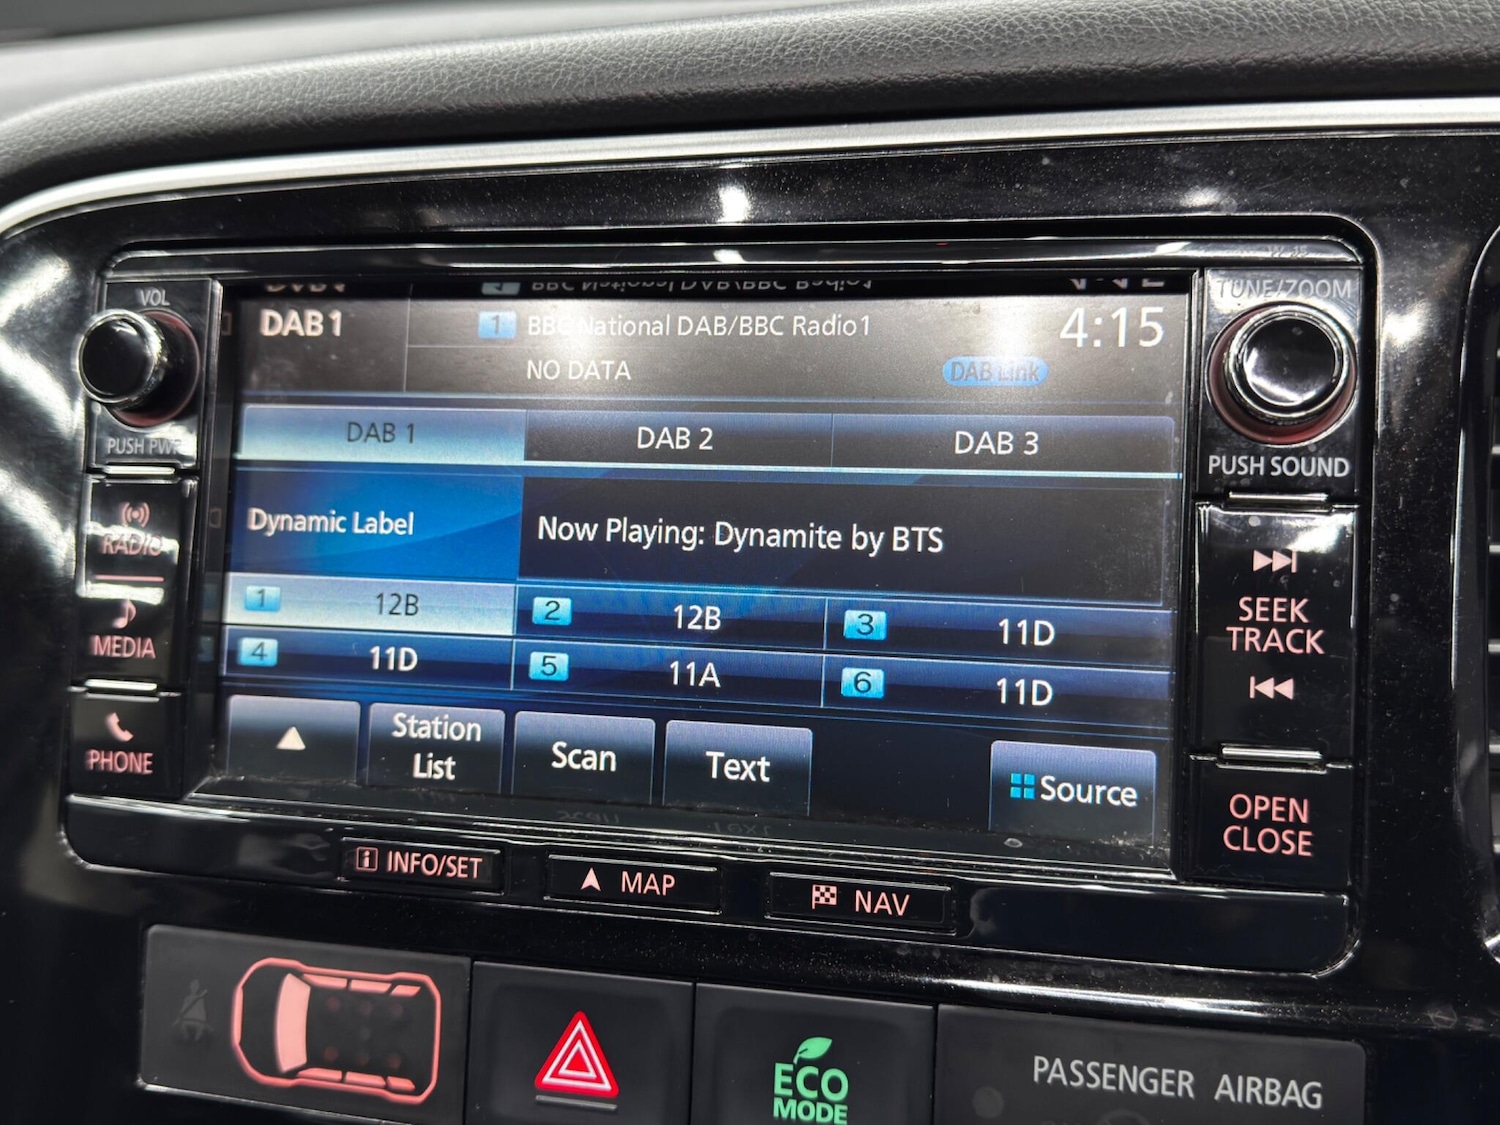 VOL
PUSH PWR
RADIO
MEDIA
PHONE
DAB1
1 BBC National DAB/BBC Radio1
4:15
NO DATA
DAB Link
DAB 1 DAB 2 DAB 3
Dynamic Label
Now Playing: Dynamite by BTS
1 12B 2 12B 3 11D
4 11D 5 11A 6 11D
Station
List
Scan
Text
Source
TUNE/ZOOM
PUSH SOUND
SEEK
TRACK
OPEN
CLOSE
i INFO/SET
MAP
NAV
ECO
MODE
PASSENGER AIRBAG